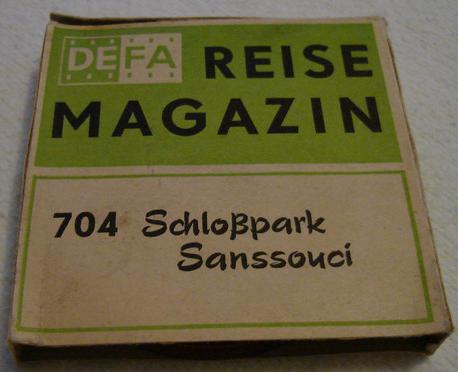 DEFA REISE
MAGAZIN
704 Schloßpark
Sanssouci